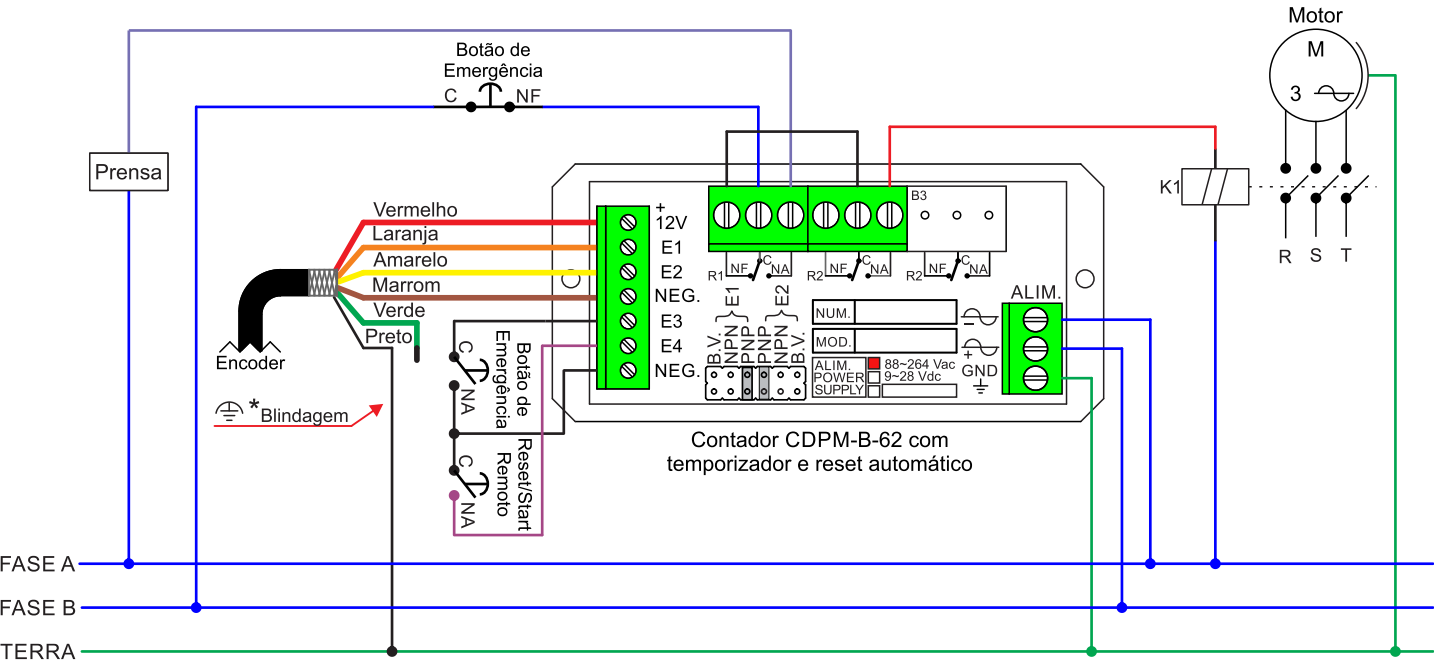 Motor
M
3
Botão de
Emergência
C
NF
Prensa
K1
R
S
T
B3
Vermelho
Laranja
Amarelo
Marrom
Verde
Preto
Encoder
*Blindagem
+
12V
E1
E2
NEG.
E3
E4
NEG.
R1
NF
C
NA
R2
NF
C
NA
R2
NF
C
NA
E1
E2
B.V.
NPN
PNP
PNP
NPN
B.V.
NUM.
MOD.
ALIM.
POWER
SUPPLY
88~264 Vac
9~28 Vdc
ALIM.
−
+
GND
C
NA
Botão de
Emergência
C
NA
Reset/Start
Remoto
Contador CDPM-B-62 com
temporizador e reset automático
FASE A
FASE B
TERRA